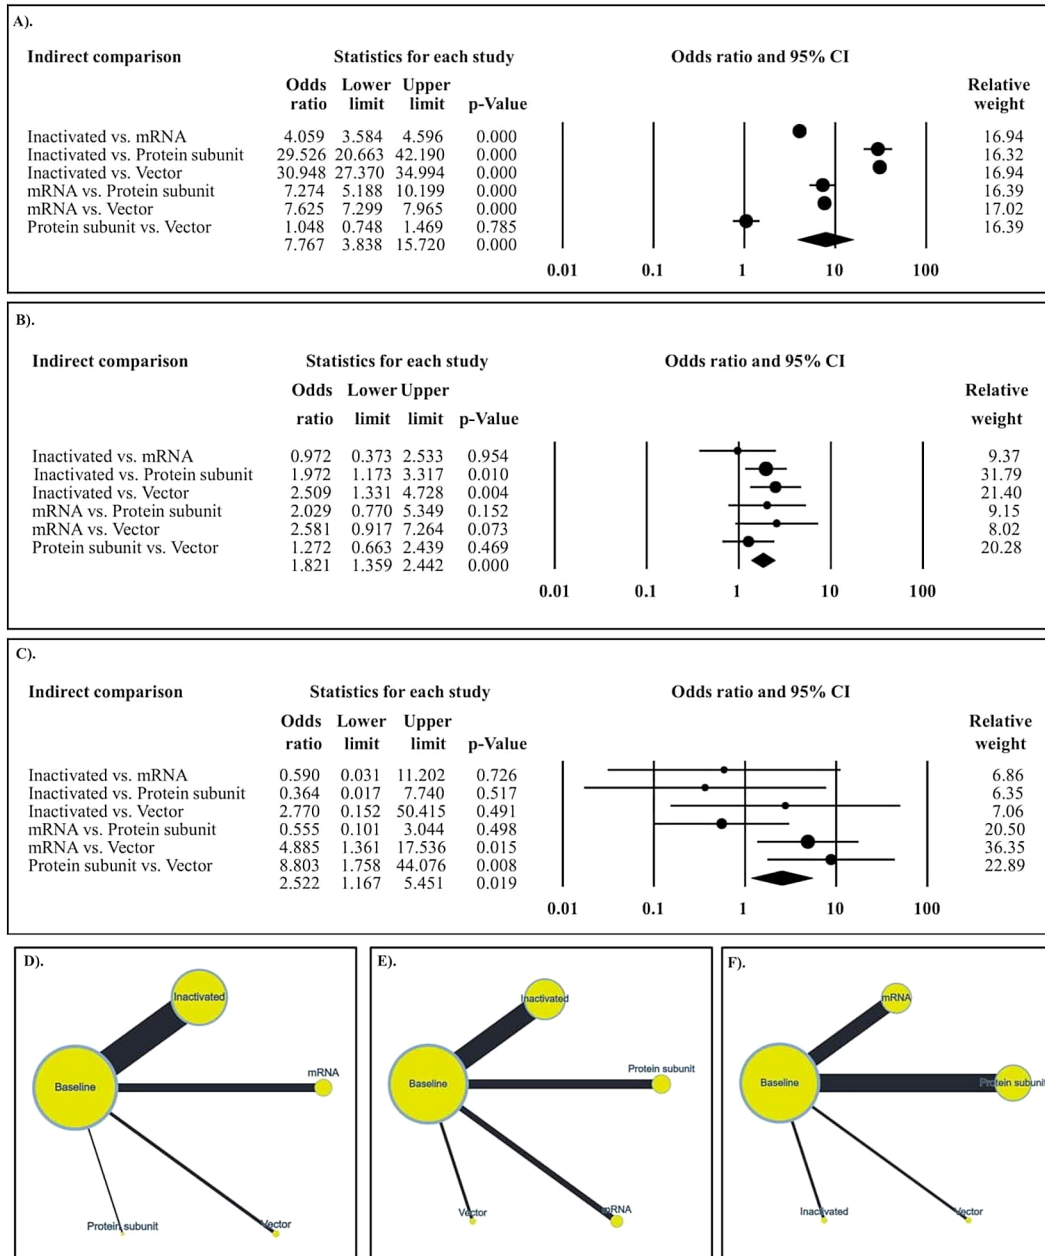 A).
Indirect comparison Statistics for each study Odds ratio and 95% CI
Odds Lower Upper Relative
ratio limit limit p-Value weight
Inactivated vs. mRNA 4.059 3.584 4.596 0.000 16.94
Inactivated vs. Protein subunit 29.526 20.663 42.190 0.000 16.32
Inactivated vs. Vector 30.948 27.370 34.994 0.000 16.94
mRNA vs. Protein subunit 7.274 5.188 10.199 0.000 16.39
mRNA vs. Vector 7.625 7.299 7.965 0.000 17.02
Protein subunit vs. Vector 1.048 0.748 1.469 0.785 16.39
7.767 3.838 15.720 0.000
0.01 0.1 1 10 100
B).
Indirect comparison Statistics for each study Odds ratio and 95% CI
Odds Lower Upper Relative
ratio limit limit p-Value weight
Inactivated vs. mRNA 0.972 0.373 2.533 0.954 9.37
Inactivated vs. Protein subunit 1.972 1.173 3.317 0.010 31.79
Inactivated vs. Vector 2.509 1.331 4.728 0.004 21.40
mRNA vs. Protein subunit 2.029 0.770 5.349 0.152 9.15
mRNA vs. Vector 2.581 0.917 7.264 0.073 8.02
Protein subunit vs. Vector 1.272 0.663 2.439 0.469 20.28
1.821 1.359 2.442 0.000
0.01 0.1 1 10 100
C).
Indirect comparison Statistics for each study Odds ratio and 95% CI
Odds Lower Upper Relative
ratio limit limit p-Value weight
Inactivated vs. mRNA 0.590 0.031 11.202 0.726 6.86
Inactivated vs. Protein subunit 0.364 0.017 7.740 0.517 6.35
Inactivated vs. Vector 2.770 0.152 50.415 0.491 7.06
mRNA vs. Protein subunit 0.555 0.101 3.044 0.498 20.50
mRNA vs. Vector 4.885 1.361 17.536 0.015 36.35
Protein subunit vs. Vector 8.803 1.758 44.076 0.008 22.89
2.522 1.167 5.451 0.019
0.01 0.1 1 10 100
D).
Inactivated
mRNA
Baseline
Protein subunit
Vector
E).
Inactivated
Protein subunit
Baseline
Vector
mRNA
F).
mRNA
Baseline
Protein subunit
Inactivated
Vector